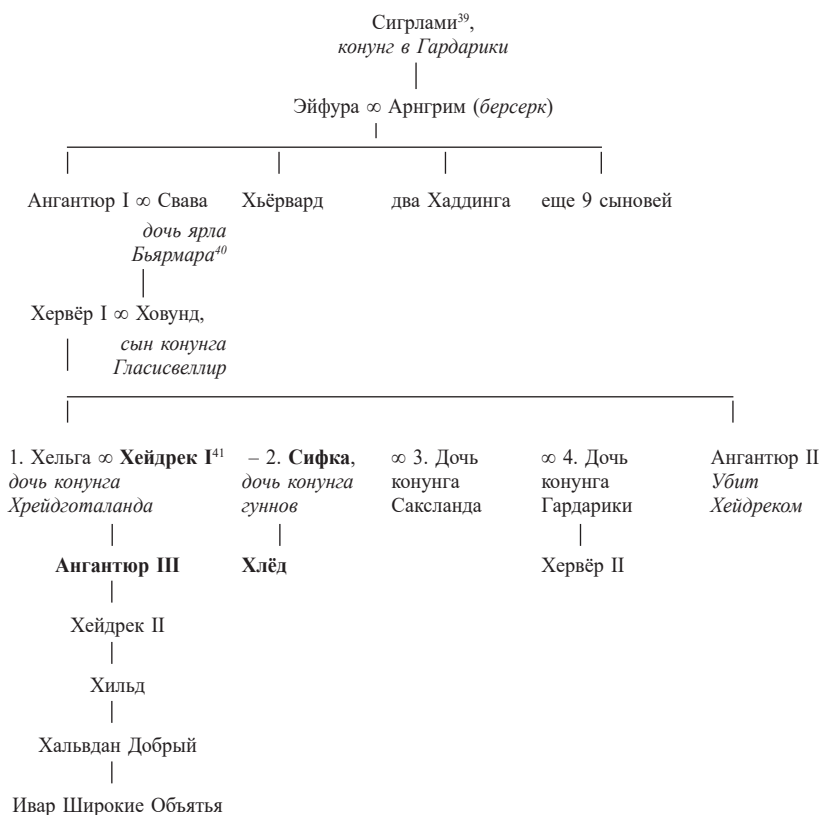 Сигрлами³⁹,
конунг в Гардарики
Эйфура ∞ Арнгрим (берсерк)
Ангантюр I ∞ Свава Хьёрвард два Хаддинга еще 9 сыновей
дочь ярла
Бьярмара⁴⁰
Хервёр I ∞ Ховунд,
сын конунга
Гласисвеллир
1. Хельга ∞ Хейдрек I⁴¹ – 2. Сифка, ∞ 3. Дочь ∞ 4. Дочь Ангантюр II
дочь конунга дочь конунга конунга конунга Убит
Хрейдготаланда гуннов Саксланда Гардарики Хейдреком
Ангантюр III Хлёд Хервёр II
Хейдрек II
Хильд
Хальвдан Добрый
Ивар Широкие Объятья